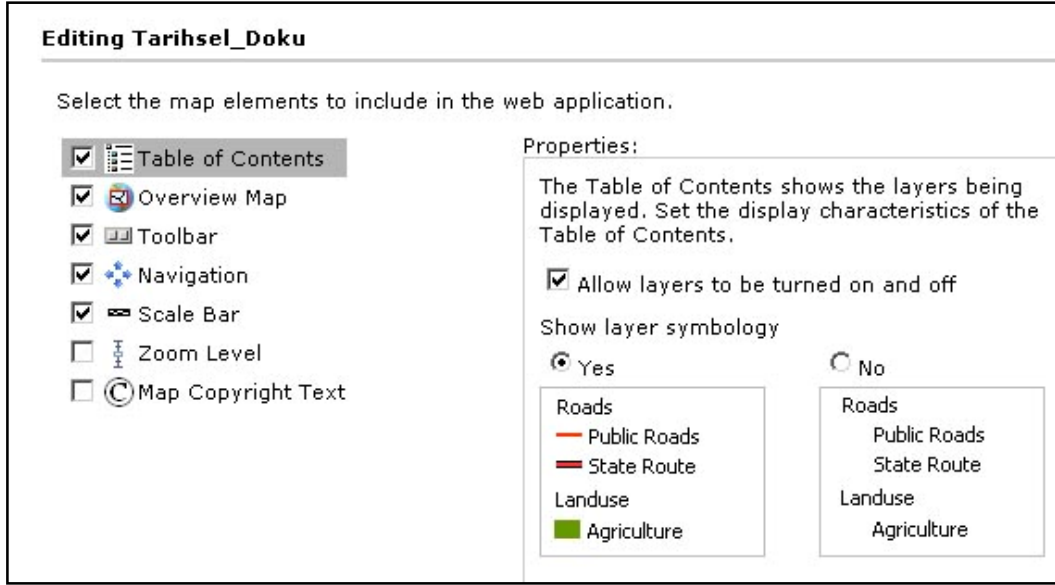 Editing Tarihsel_Doku
Select the map elements to include in the web application.
Table of Contents
Overview Map
Toolbar
Navigation
Scale Bar
Zoom Level
Map Copyright Text
Properties:
The Table of Contents shows the layers being
displayed. Set the display characteristics of the
Table of Contents.
Allow layers to be turned on and off
Show layer symbology
Yes
Roads
Public Roads
State Route
Landuse
Agriculture
No
Roads
Public Roads
State Route
Landuse
Agriculture